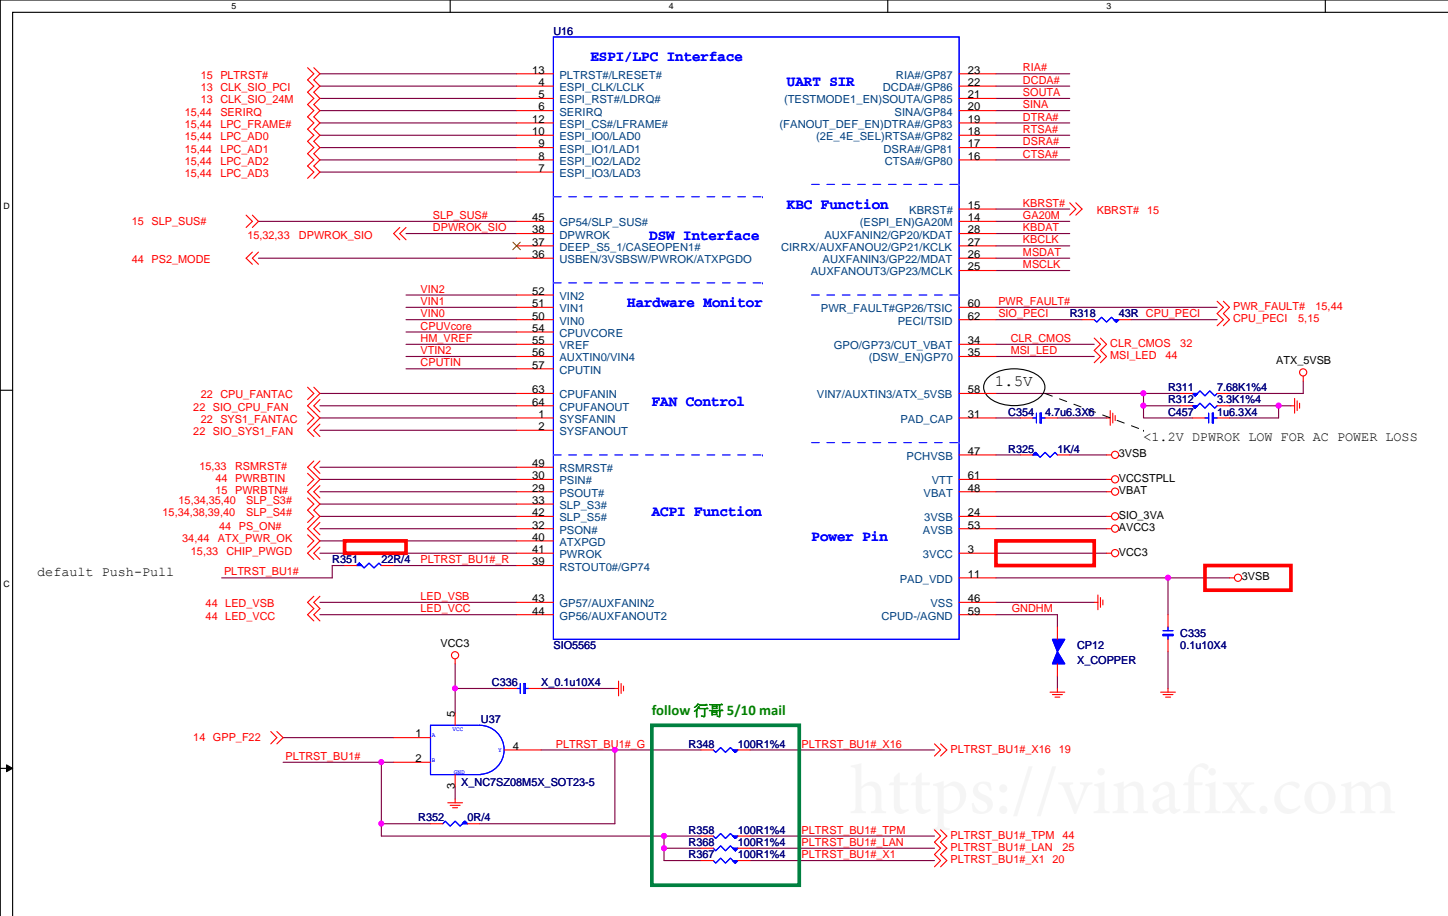 5 4 3
U16
ESPI/LPC Interface
15 PLTRST# 13 PLTRST#/LRESET#
13 CLK_SIO_PCI 4 ESPI_CLK/LCLK
13 CLK_SIO_24M 5 ESPI_RST#/LDRQ#
15,44 SERIRQ 6 SERIRQ
15,44 LPC_FRAME# 12 ESPI_CS#/LFRAME#
15,44 LPC_AD0 10 ESPI_IO0/LAD0
15,44 LPC_AD1 9 ESPI_IO1/LAD1
15,44 LPC_AD2 8 ESPI_IO2/LAD2
15,44 LPC_AD3 7 ESPI_IO3/LAD3
UART SIR
RIA#/GP87 23 RIA#
DCDA#/GP86 22 DCDA#
(TESTMODE1_EN)SOUTA/GP85 21 SOUTA
SINA/GP84 20 SINA
(FANOUT_DEF_EN)DTRA#/GP83 19 DTRA#
(2E_4E_SEL)RTSA#/GP82 18 RTSA#
DSRA#/GP81 17 DSRA#
CTSA#/GP80 16 CTSA#
D
15 SLP_SUS# SLP_SUS# 45 GP54/SLP_SUS#
15,32,33 DPWROK_SIO DPWROK_SIO 38 DPWROK
DSW Interface
37 DEEP_S5_1/CASEOPEN1#
44 PS2_MODE 36 USBEN/3VSBSW/PWROK/ATXPGDO
KBC Function
KBRST# 15 KBRST# KBRST# 15
(ESPI_EN)GA20M 14 GA20M
AUXFANIN2/GP20/KDAT 28 KBDAT
CIRRX/AUXFANOU2/GP21/KCLK 27 KBCLK
AUXFANIN3/GP22/MDAT 26 MSDAT
AUXFANOUT3/GP23/MCLK 25 MSCLK
Hardware Monitor
VIN2 52 VIN2
VIN1 51 VIN1
VIN0 50 VIN0
CPUVcore 54 CPUVCORE
HM_VREF 55 VREF
VTIN2 56 AUXTIN0/VIN4
CPUTIN 57 CPUTIN
PWR_FAULT#GP26/TSIC 60 PWR_FAULT# PWR_FAULT# 15,44
PECI/TSID 62 SIO_PECI R318 43R CPU_PECI CPU_PECI 5,15
GPO/GP73/CUT_VBAT 34 CLR_CMOS CLR_CMOS 32
(DSW_EN)GP70 35 MSI_LED MSI_LED 44
ATX_5VSB
VIN7/AUXTIN3/ATX_5VSB 58 1.5V R311 7.68K1%4
R312 3.3K1%4
PAD_CAP 31 C354 4.7u6.3X6 C457 1u6.3X4
<1.2V DPWROK LOW FOR AC POWER LOSS
22 CPU_FANTAC 63 CPUFANIN
22 SIO_CPU_FAN 64 CPUFANOUT
FAN Control
22 SYS1_FANTAC 1 SYSFANIN
22 SIO_SYS1_FAN 2 SYSFANOUT
15,33 RSMRST# 49 RSMRST#
44 PWRBTIN 30 PSIN#
15 PWRBTN# 29 PSOUT#
15,34,35,40 SLP_S3# 33 SLP_S3#
15,34,38,39,40 SLP_S4# 42 SLP_S5#
ACPI Function
44 PS_ON# 32 PSON#
34,44 ATX_PWR_OK 40 ATXPGD
15,33 CHIP_PWGD 41 PWROK
R351 22R/4 PLTRST_BU1#_R 39 RSTOUT0#/GP74
default Push-Pull
PLTRST_BU1#
C
44 LED_VSB LED_VSB 43 GP57/AUXFANIN2
44 LED_VCC LED_VCC 44 GP56/AUXFANOUT2
PCHVSB 47 R325 1K/4 3VSB
VTT 61 VCCSTPLL
VBAT 48 VBAT
3VSB 24 SIO_3VA
AVSB 53 AVCC3
Power Pin
3VCC 3 VCC3
PAD_VDD 11 3VSB
VSS 46
CPUD-/AGND 59 GNDHM
SIO5565
CP12
X_COPPER
C335
0.1u10X4
VCC3
C336 X_0.1u10X4
5
U37
VCC
14 GPP_F22 1 A
PLTRST_BU1# 2 B
Y 4 PLTRST_BU1#_G
GND
3
X_NC7SZ08M5X_SOT23-5
R352 0R/4
follow 行哥 5/10 mail
R348 100R1%4 PLTRST_BU1#_X16 PLTRST_BU1#_X16 19
R358 100R1%4 PLTRST_BU1#_TPM PLTRST_BU1#_TPM 44
R368 100R1%4 PLTRST_BU1#_LAN PLTRST_BU1#_LAN 25
R367 100R1%4 PLTRST_BU1#_X1 PLTRST_BU1#_X1 20
https://vinafix.com